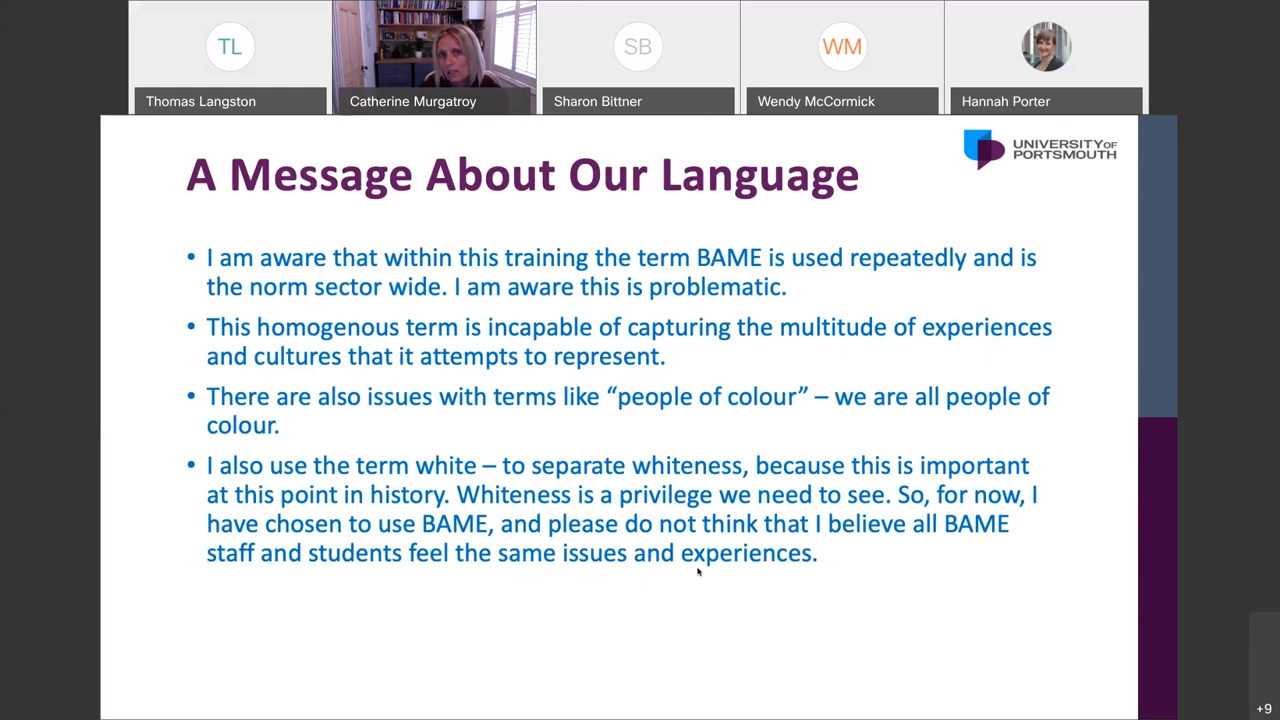 TL
SB
WM
Thomas Langston
Catherine Murgatroy
Sharon Bittner
Wendy McCormick
Hannah Porter
A Message About Our Language
UNIVERSITY OF
PORTSMOUTH
• I am aware that within this training the term BAME is used repeatedly and is
the norm sector wide. I am aware this is problematic.
• This homogenous term is incapable of capturing the multitude of experiences
and cultures that it attempts to represent.
• There are also issues with terms like “people of colour” – we are all people of
colour.
• I also use the term white – to separate whiteness, because this is important
at this point in history. Whiteness is a privilege we need to see. So, for now, I
have chosen to use BAME, and please do not think that I believe all BAME
staff and students feel the same issues and experiences.
+9